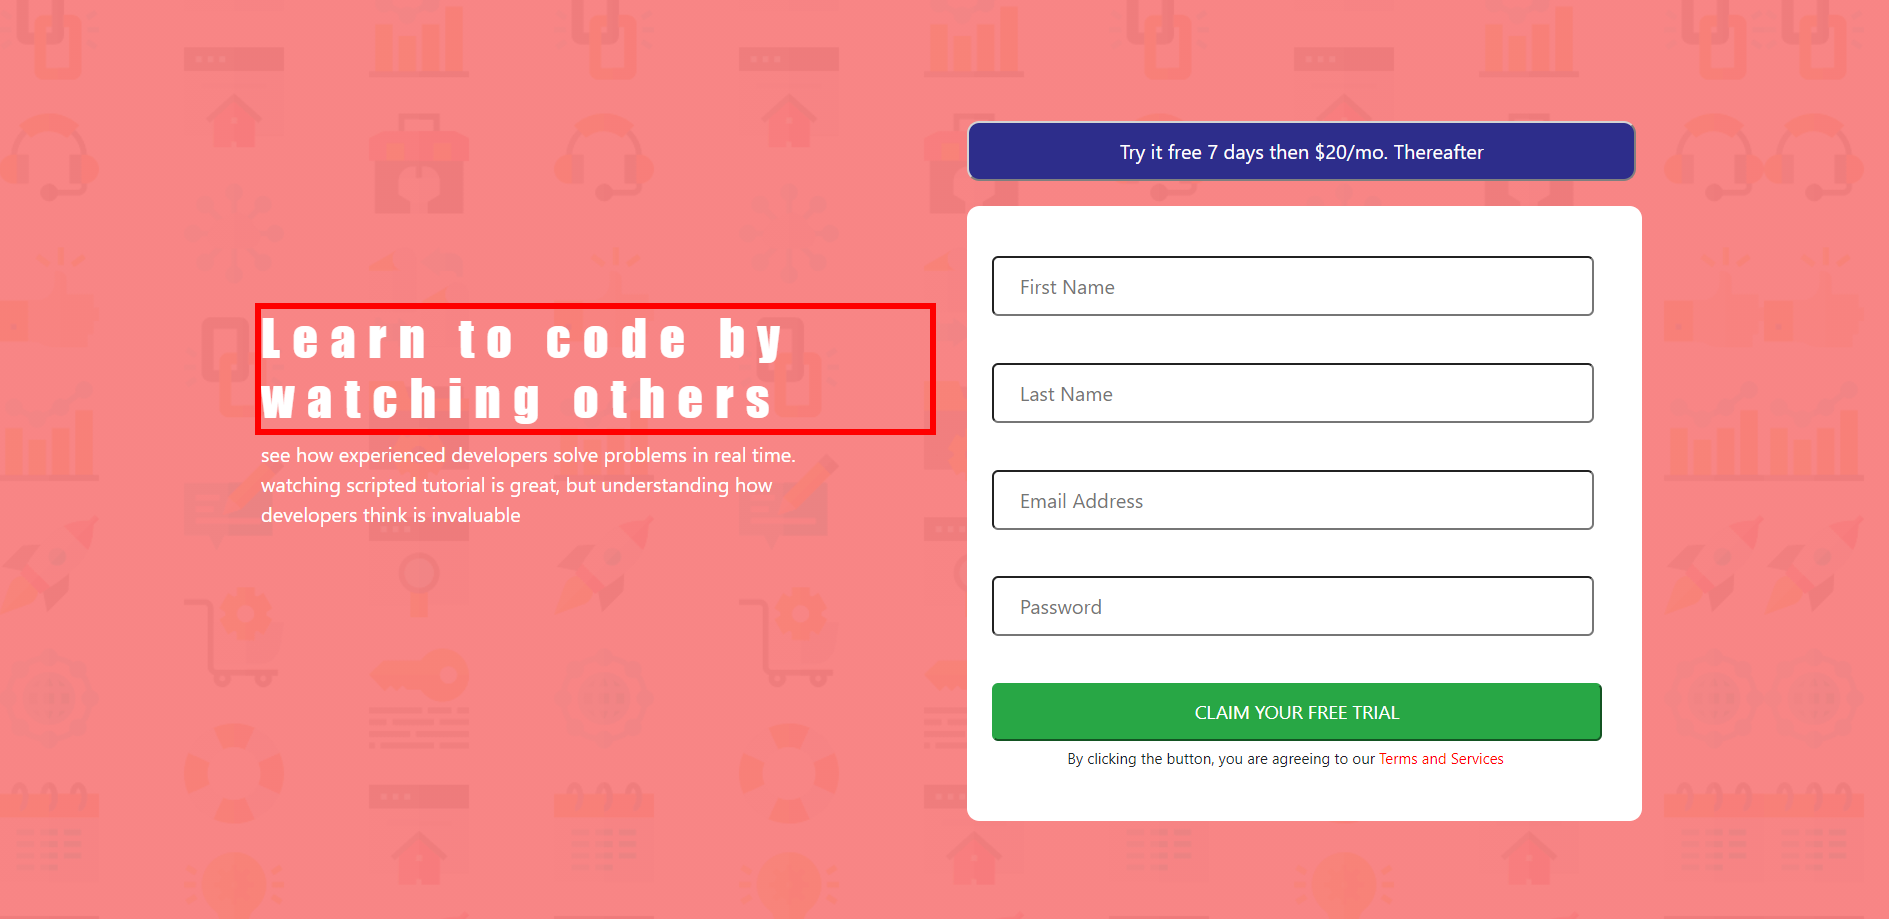 Learn to code by
watching others
see how experienced developers solve problems in real time.
watching scripted tutorial is great, but understanding how
developers think is invaluable
Try it free 7 days then $20/mo. Thereafter
First Name
Last Name
Email Address
Password
CLAIM YOUR FREE TRIAL
By clicking the button, you are agreeing to our Terms and Services